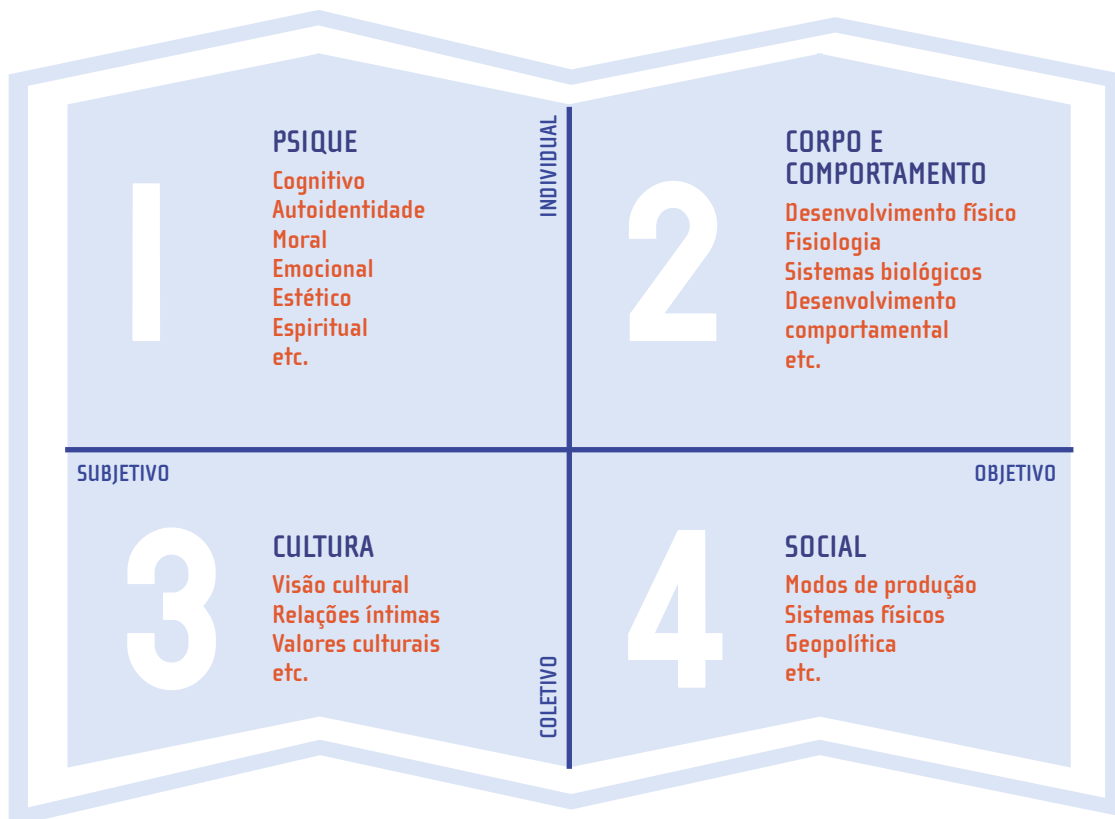 1
PSIQUE
Cognitivo
Autoidentidade
Moral
Emocional
Estético
Espiritual
etc.
INDIVIDUAL
2
CORPO E
COMPORTAMENTO
Desenvolvimento físico
Fisiologia
Sistemas biológicos
Desenvolvimento
comportamental
etc.
SUBJETIVO
OBJETIVO
3
CULTURA
Visão cultural
Relações íntimas
Valores culturais
etc.
COLETIVO
4
SOCIAL
Modos de produção
Sistemas físicos
Geopolítica
etc.